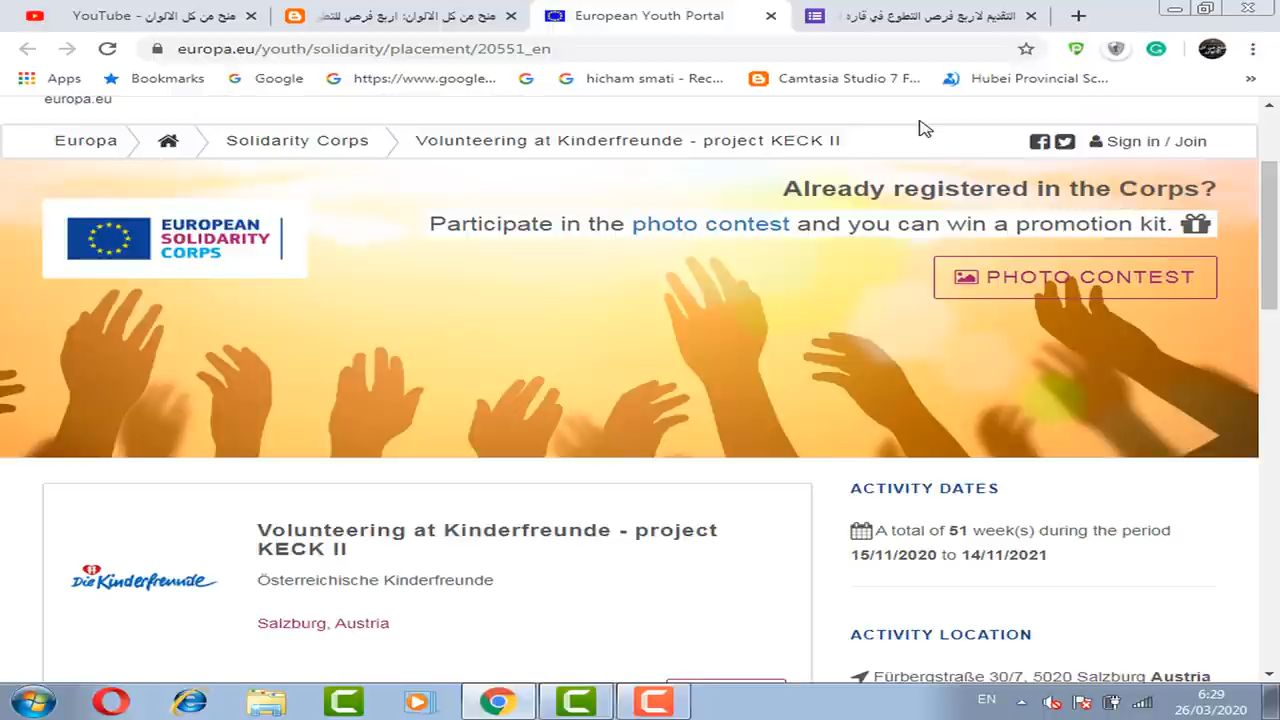 YouTube - منح من كل الالوان
منح من كل الالوان: اربع فرص للتط
European Youth Portal
التقديم لاربع فرص التطوع في قارة
europa.eu/youth/solidarity/placement/20551_en
Apps Bookmarks Google https://www.google... hicham smati - Rec... Camtasia Studio 7 F... Hubei Provincial Sc... »
europa.eu
Europa Solidarity Corps Volunteering at Kinderfreunde - project KECK II Sign in / Join
Already registered in the Corps?
Participate in the photo contest and you can win a promotion kit.
EUROPEAN
SOLIDARITY
CORPS
PHOTO CONTEST
ACTIVITY DATES
Volunteering at Kinderfreunde - project
KECK II
A total of 51 week(s) during the period
15/11/2020 to 14/11/2021
Die Kinderfreunde
Österreichische Kinderfreunde
Salzburg, Austria
ACTIVITY LOCATION
Fürbergstraße 30/7, 5020 Salzburg Austria
EN
6:29
26/03/2020